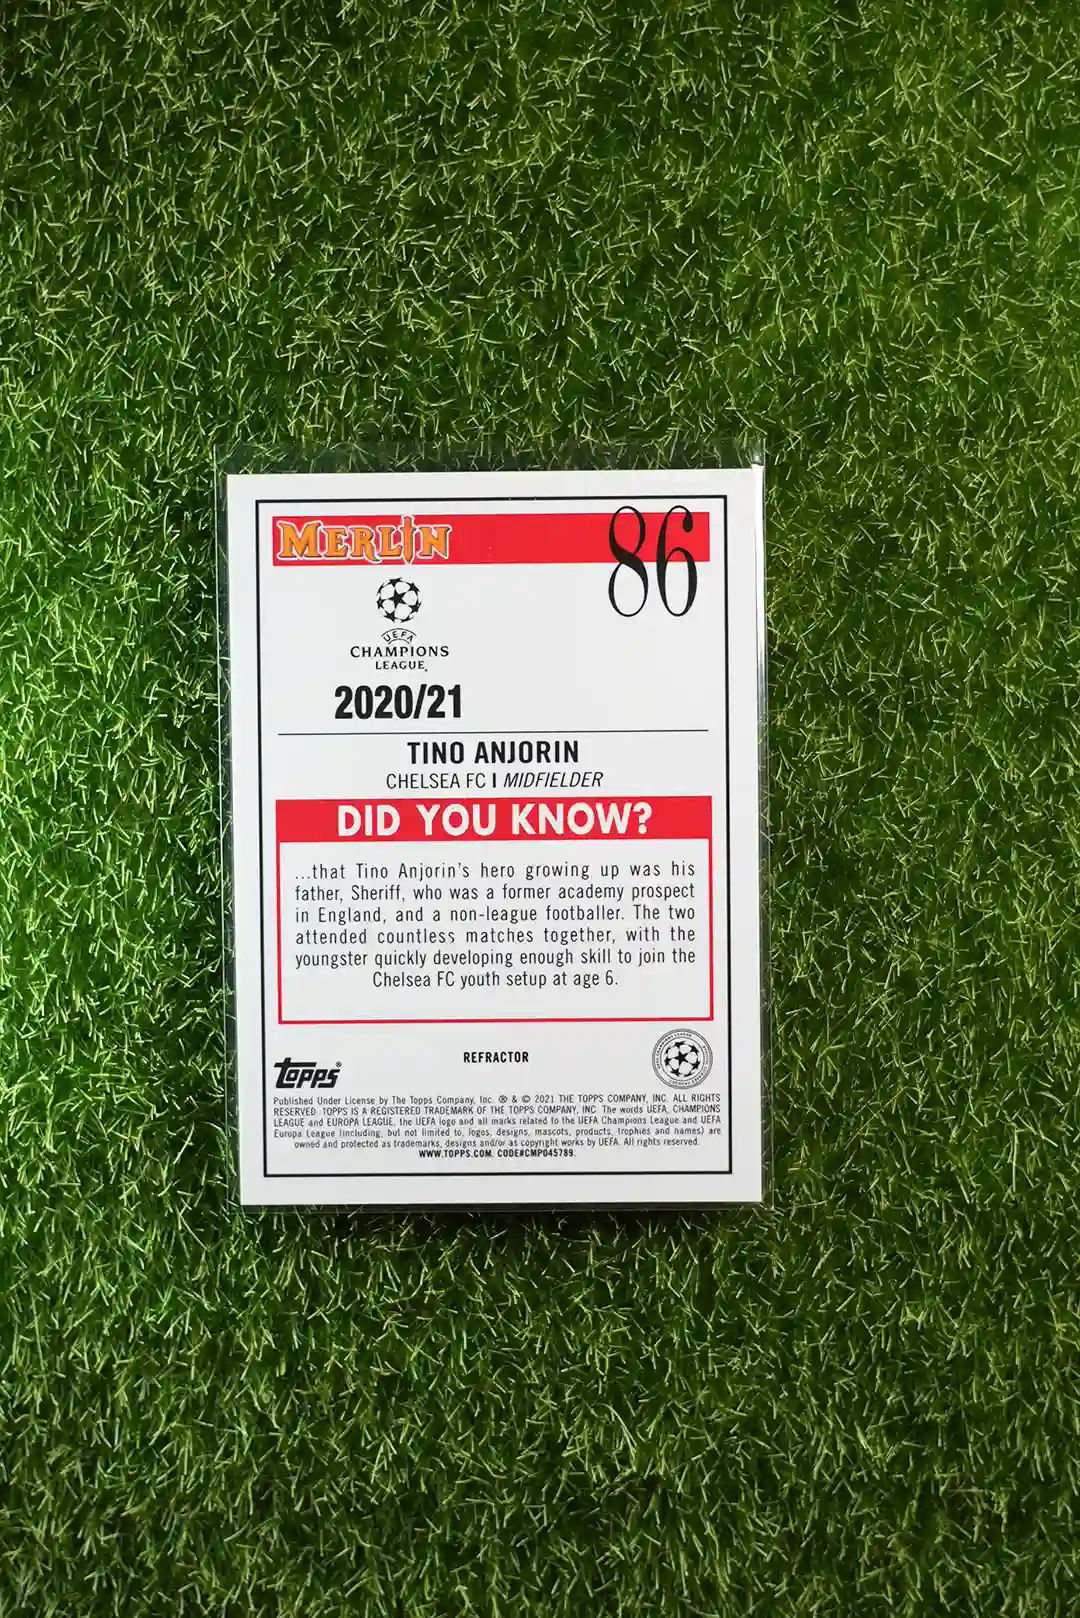 MERLIN
86
UEFA
CHAMPIONS
LEAGUE
2020/21
TINO ANJORIN
CHELSEA FC | MIDFIELDER
DID YOU KNOW?
...that Tino Anjorin's hero growing up was his
father, Sheriff, who was a former academy prospect
in England, and a non-league footballer. The two
attended countless matches together, with the
youngster quickly developing enough skill to join the
Chelsea FC youth setup at age 6.
REFRACTOR
TOPPS®
Published Under License by The Topps Company, Inc. ® & © 2021 THE TOPPS COMPANY, INC. ALL RIGHTS
RESERVED. TOPPS IS A REGISTERED TRADEMARK OF THE TOPPS COMPANY, INC. The words UEFA, CHAMPIONS
LEAGUE and EUROPA LEAGUE, the UEFA logo and all marks related to the UEFA Champions League and UEFA
Europa League (including, but not limited to, logos, designs, mascots, products, trophies and names) are
owned and protected as trademarks, designs and/or as copyright works by UEFA. All rights reserved.
WWW.TOPPS.COM. CODE#CMP045789.